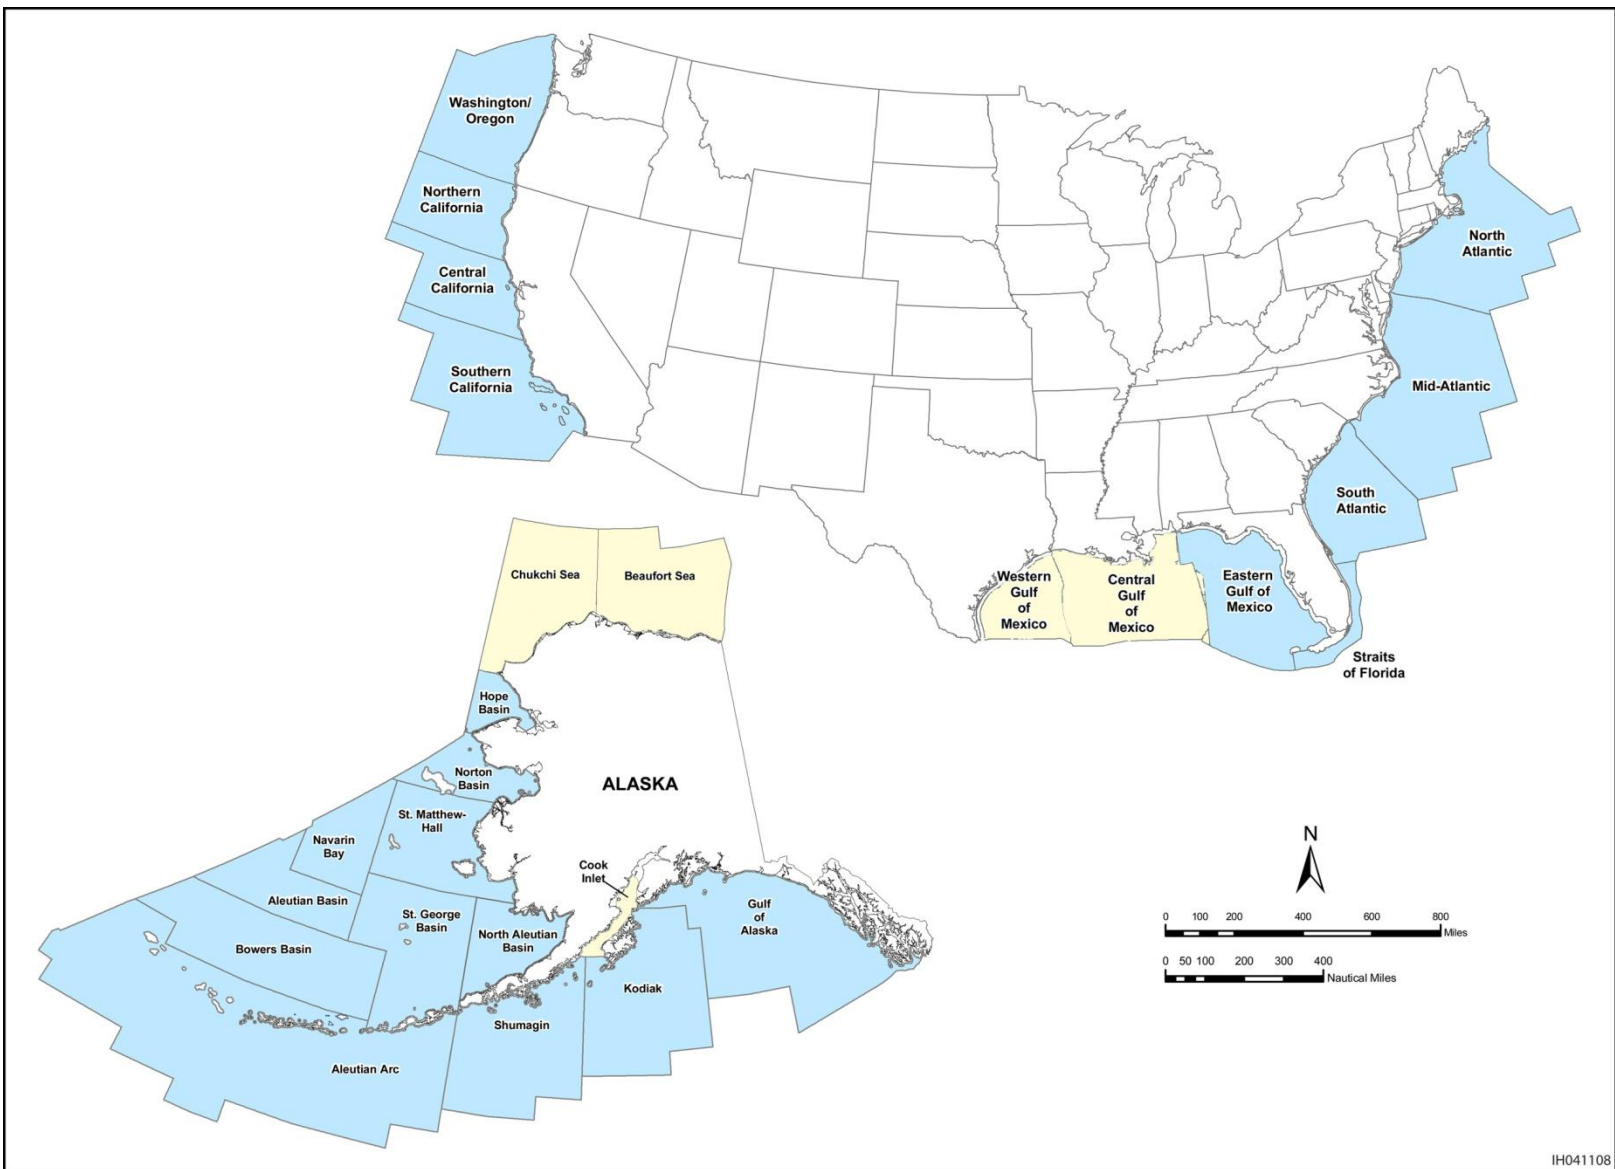 Washington/
Oregon
Northern
California
Central
California
Southern
California
North
Atlantic
Mid-Atlantic
South
Atlantic
Western
Gulf
of
Mexico
Central
Gulf
of
Mexico
Eastern
Gulf of
Mexico
Straits
of Florida
Chukchi Sea
Beaufort Sea
Hope
Basin
Norton
Basin
ALASKA
St. Matthew-
Hall
Navarin
Bay
Aleutian Basin
Bowers Basin
St. George
Basin
North Aleutian
Basin
Cook
Inlet
Gulf
of
Alaska
Kodiak
Shumagin
Aleutian Arc
N
0 100 200 400 600 800
Miles
0 50 100 200 300 400
Nautical Miles
IH041108